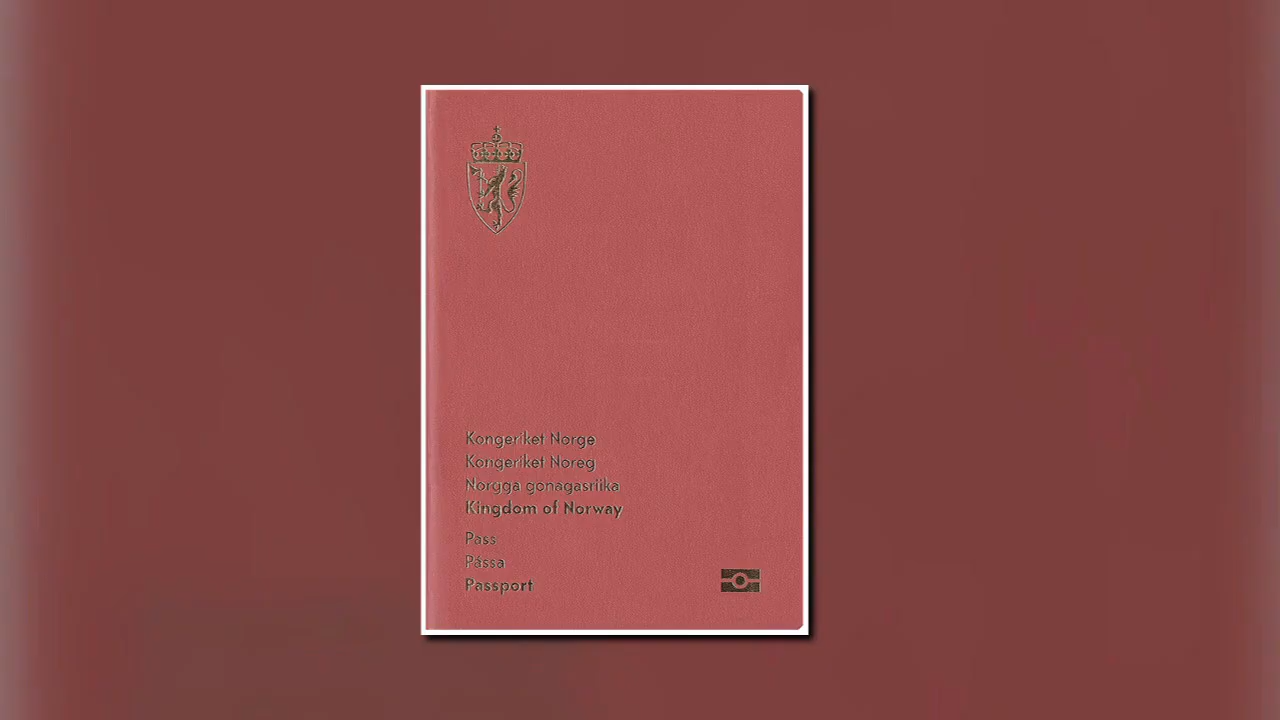 Kongeriket Norge
Kongeriket Noreg
Norgga gonagasriika
Kingdom of Norway
Pass
Pássa
Passport